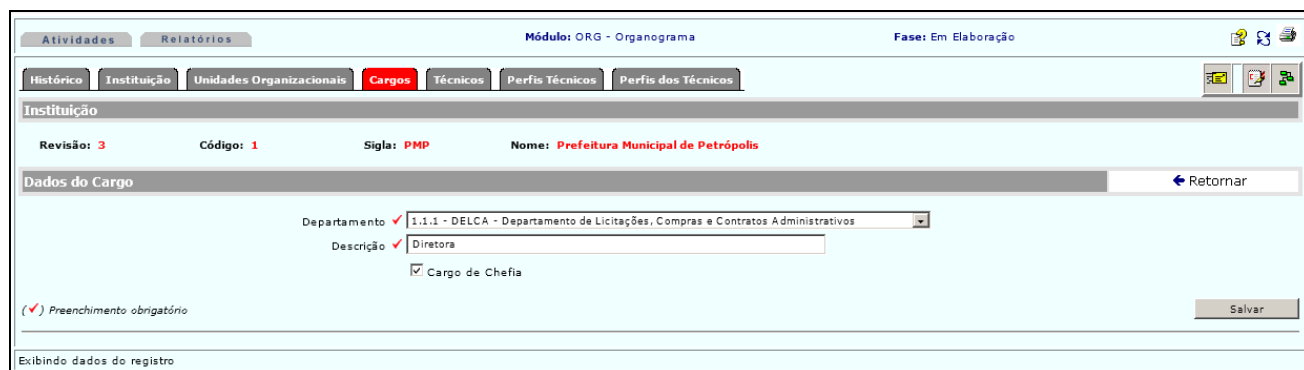 Atividades Relatórios Módulo: ORG - Organograma Fase: Em Elaboração
Histórico Instituição Unidades Organizacionais Cargos Técnicos Perfis Técnicos Perfis dos Técnicos
Instituição
Revisão: 3 Código: 1 Sigla: PMP Nome: Prefeitura Municipal de Petrópolis
Dados do Cargo Retornar
Departamento ✓ 1.1.1 - DELCA - Departamento de Licitações, Compras e Contratos Administrativos
Descrição ✓ Diretora
Cargo de Chefia
(✓) Preenchimento obrigatório Salvar
Exibindo dados do registro